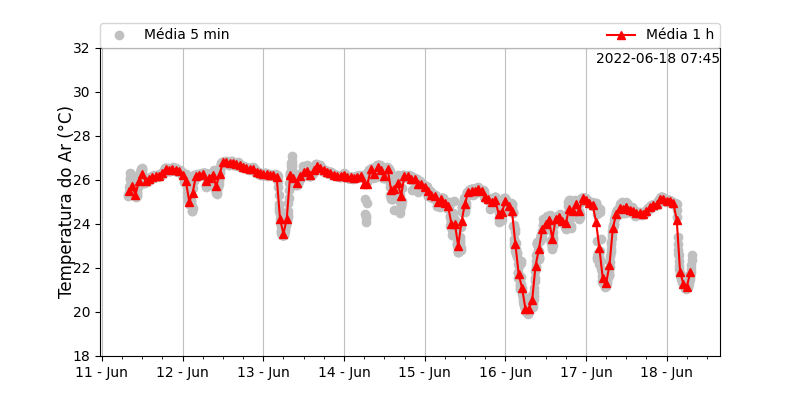 Média 5 min
Média 1 h
2022-06-18 07:45
Temperatura do Ar (°C)
32
30
28
26
24
22
20
18
11 - Jun
12 - Jun
13 - Jun
14 - Jun
15 - Jun
16 - Jun
17 - Jun
18 - Jun